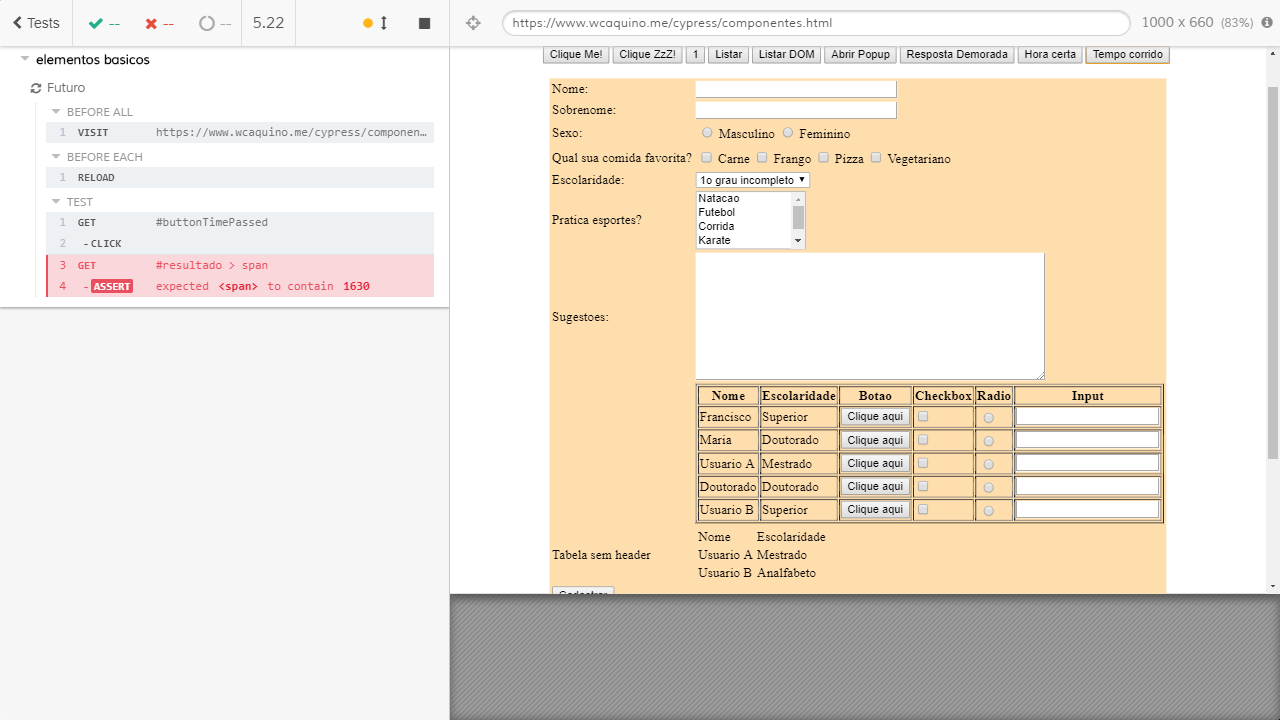 Tests -- -- -- 5.22 https://www.wcaquino.me/cypress/componentes.html 1000 x 660 (83%)
elementos basicos
Futuro
BEFORE ALL
1 VISIT https://www.wcaquino.me/cypress/componen…
BEFORE EACH
1 RELOAD
TEST
1 GET #buttonTimePassed
2 - CLICK
3 GET #resultado > span
4 - ASSERT expected <span> to contain 1630
Clique Me! Clique ZzZ! 1 Listar Listar DOM Abrir Popup Resposta Demorada Hora certa Tempo corrido
Nome:
Sobrenome:
Sexo: Masculino Feminino
Qual sua comida favorita? Carne Frango Pizza Vegetariano
Escolaridade: 1o grau incompleto
Pratica esportes?
Natacao
Futebol
Corrida
Karate
Sugestoes:
Nome Escolaridade Botao Checkbox Radio Input
Francisco Superior Clique aqui
Maria Doutorado Clique aqui
Usuario A Mestrado Clique aqui
Doutorado Doutorado Clique aqui
Usuario B Superior Clique aqui
Tabela sem header
Nome Escolaridade
Usuario A Mestrado
Usuario B Analfabeto